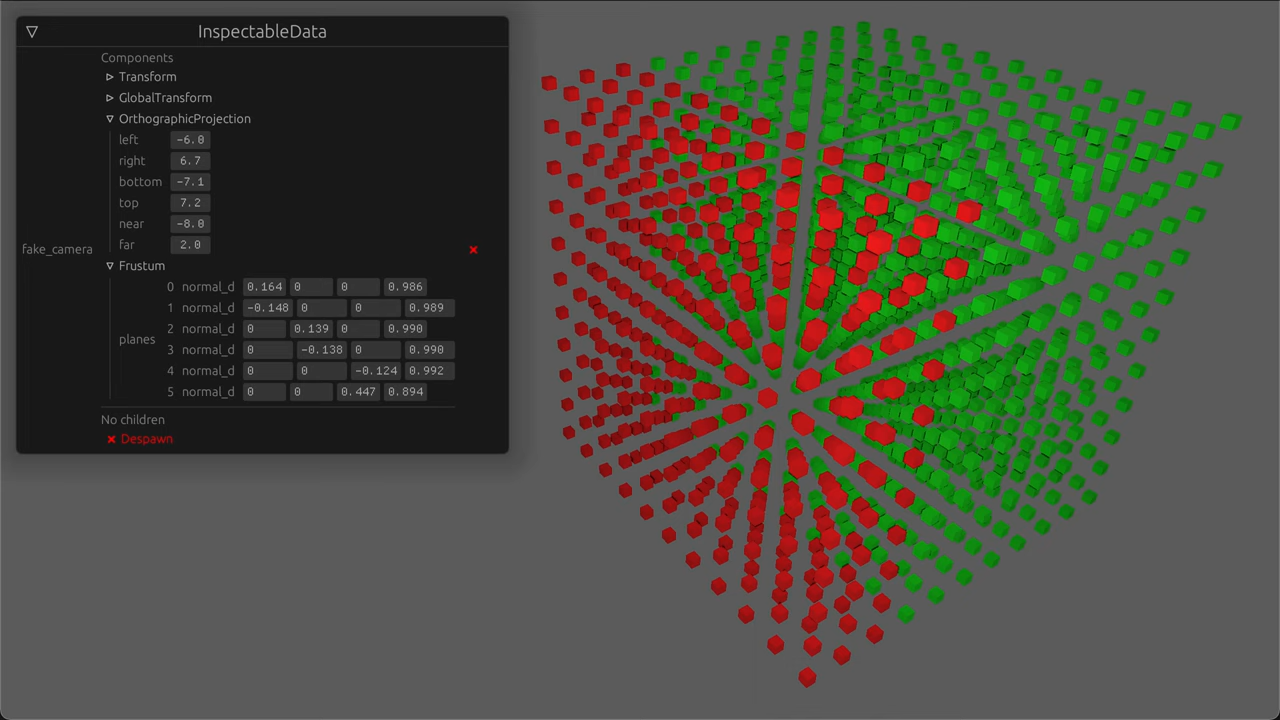 InspectableData
Components
Transform
GlobalTransform
OrthographicProjection
left -6.0
right 6.7
bottom -7.1
top 7.2
near -8.0
far 2.0
fake_camera
Frustum
0 normal_d 0.164 0 0 0.986
1 normal_d -0.148 0 0 0.989
2 normal_d 0 0.139 0 0.990
planes
3 normal_d 0 -0.138 0 0.990
4 normal_d 0 0 -0.124 0.992
5 normal_d 0 0 0.447 0.894
No children
× Despawn